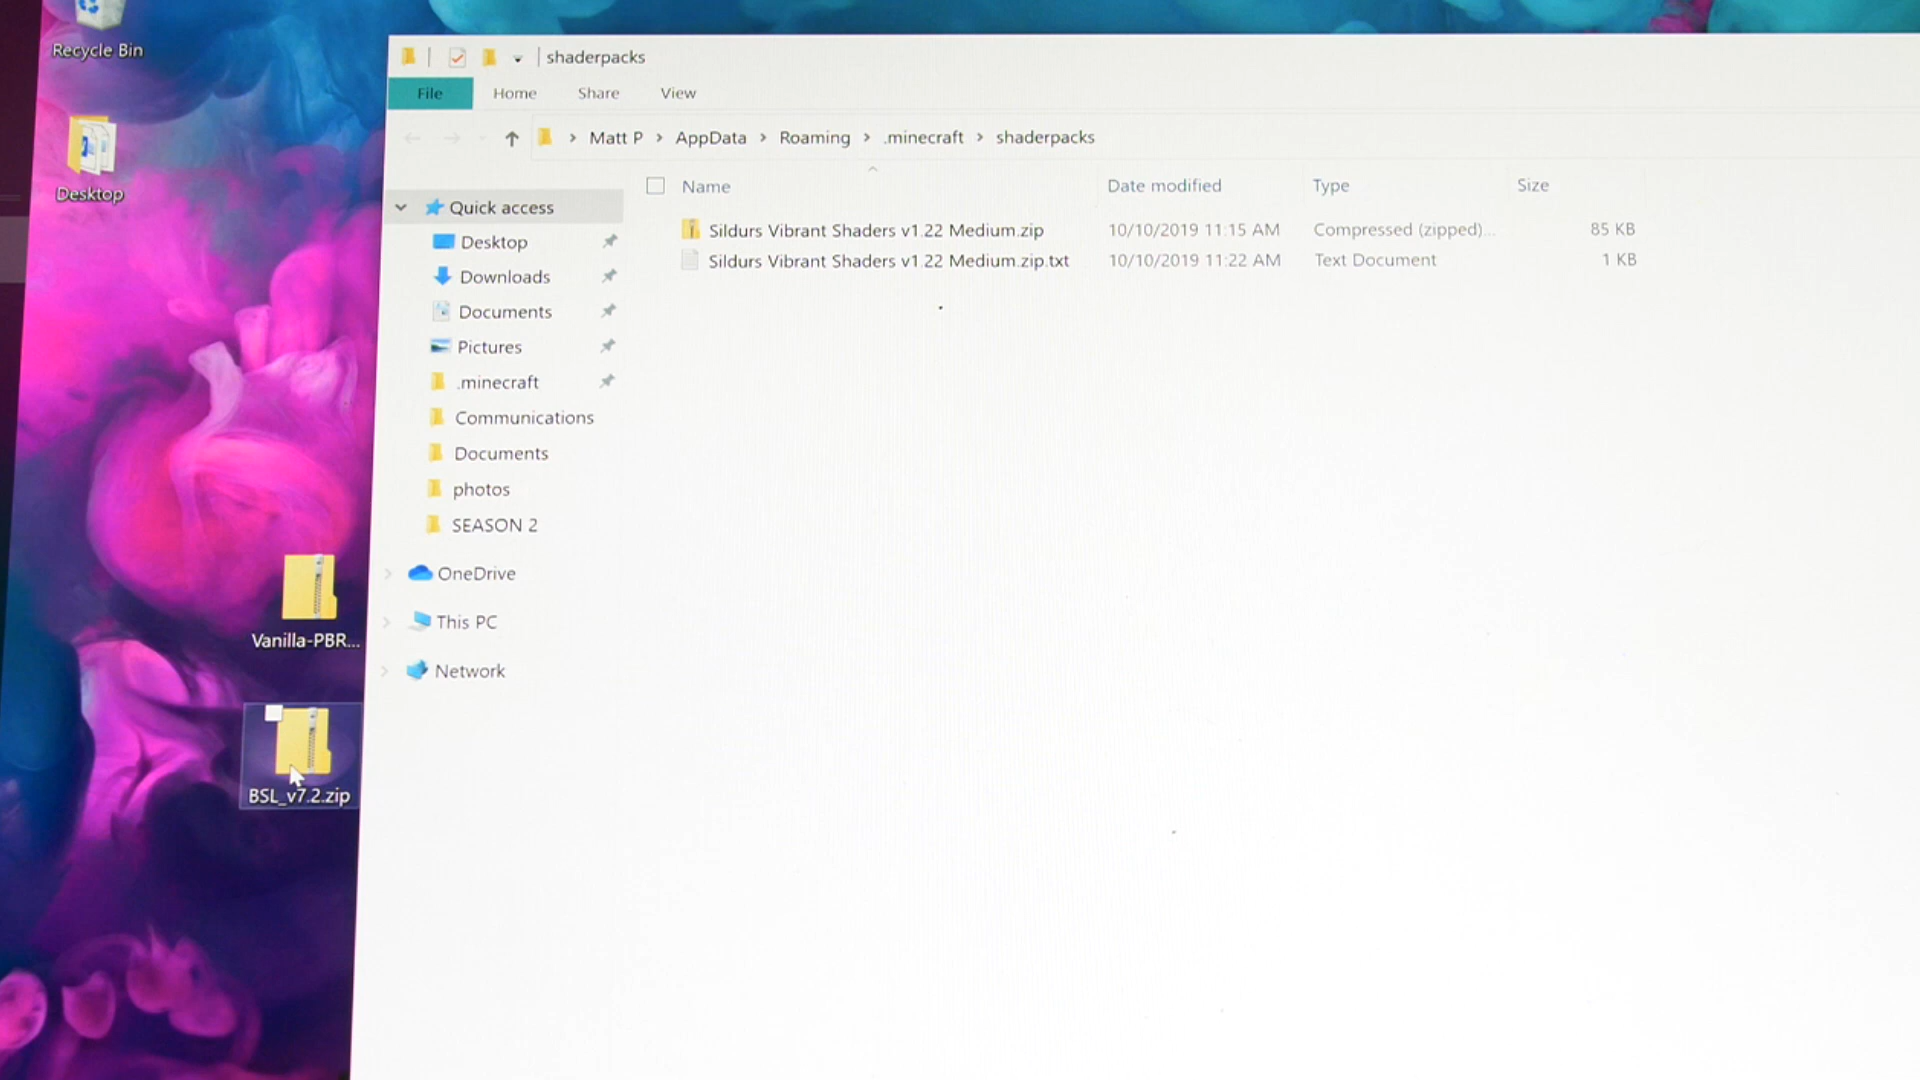 Recycle Bin
Desktop
Vanilla-PBR...
BSL_v7.2.zip
shaderpacks
File Home Share View
Matt P > AppData > Roaming > .minecraft > shaderpacks
Name Date modified Type Size
Sildurs Vibrant Shaders v1.22 Medium.zip 10/10/2019 11:15 AM Compressed (zipped)... 85 KB
Sildurs Vibrant Shaders v1.22 Medium.zip.txt 10/10/2019 11:22 AM Text Document 1 KB
Quick access
Desktop
Downloads
Documents
Pictures
.minecraft
Communications
Documents
photos
SEASON 2
OneDrive
This PC
Network